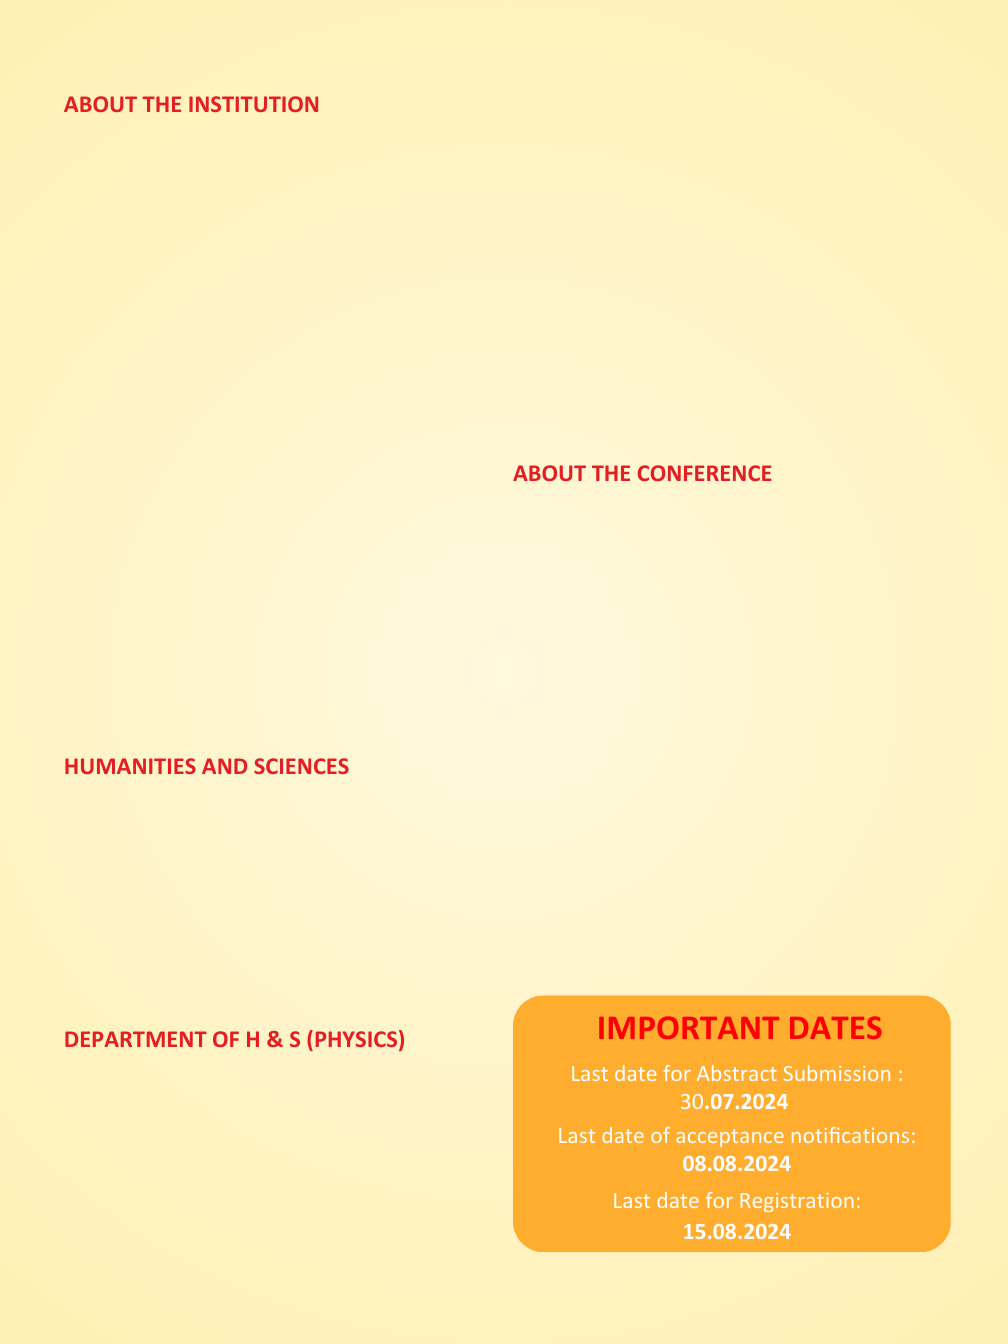 ABOUT THE INSTITUTION
HUMANITIES AND SCIENCES
DEPARTMENT OF H & S (PHYSICS)
ABOUT THE CONFERENCE
IMPORTANT DATES
Last date for Abstract Submission :
30.07.2024
Last date of acceptance notifications:
08.08.2024
Last date for Registration:
15.08.2024